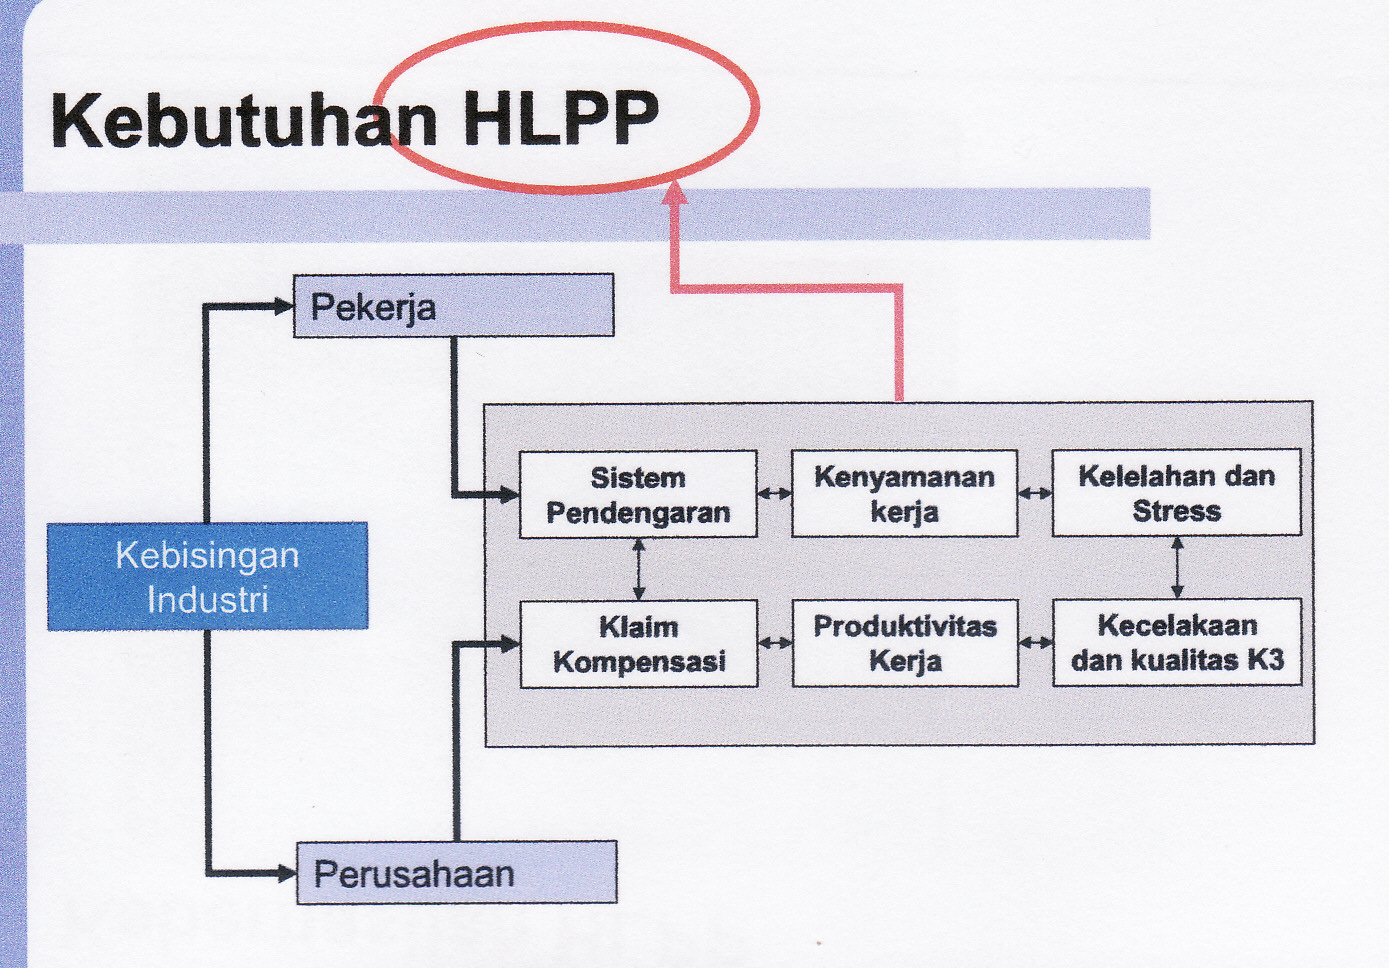 Kebutuhan HLPP
Pekerja
Sistem
Pendengaran
Kenyamanan
kerja
Kelelahan dan
Stress
Kebisingan
Industri
Klaim
Kompensasi
Produktivitas
Kerja
Kecelakaan
dan kualitas K3
Perusahaan